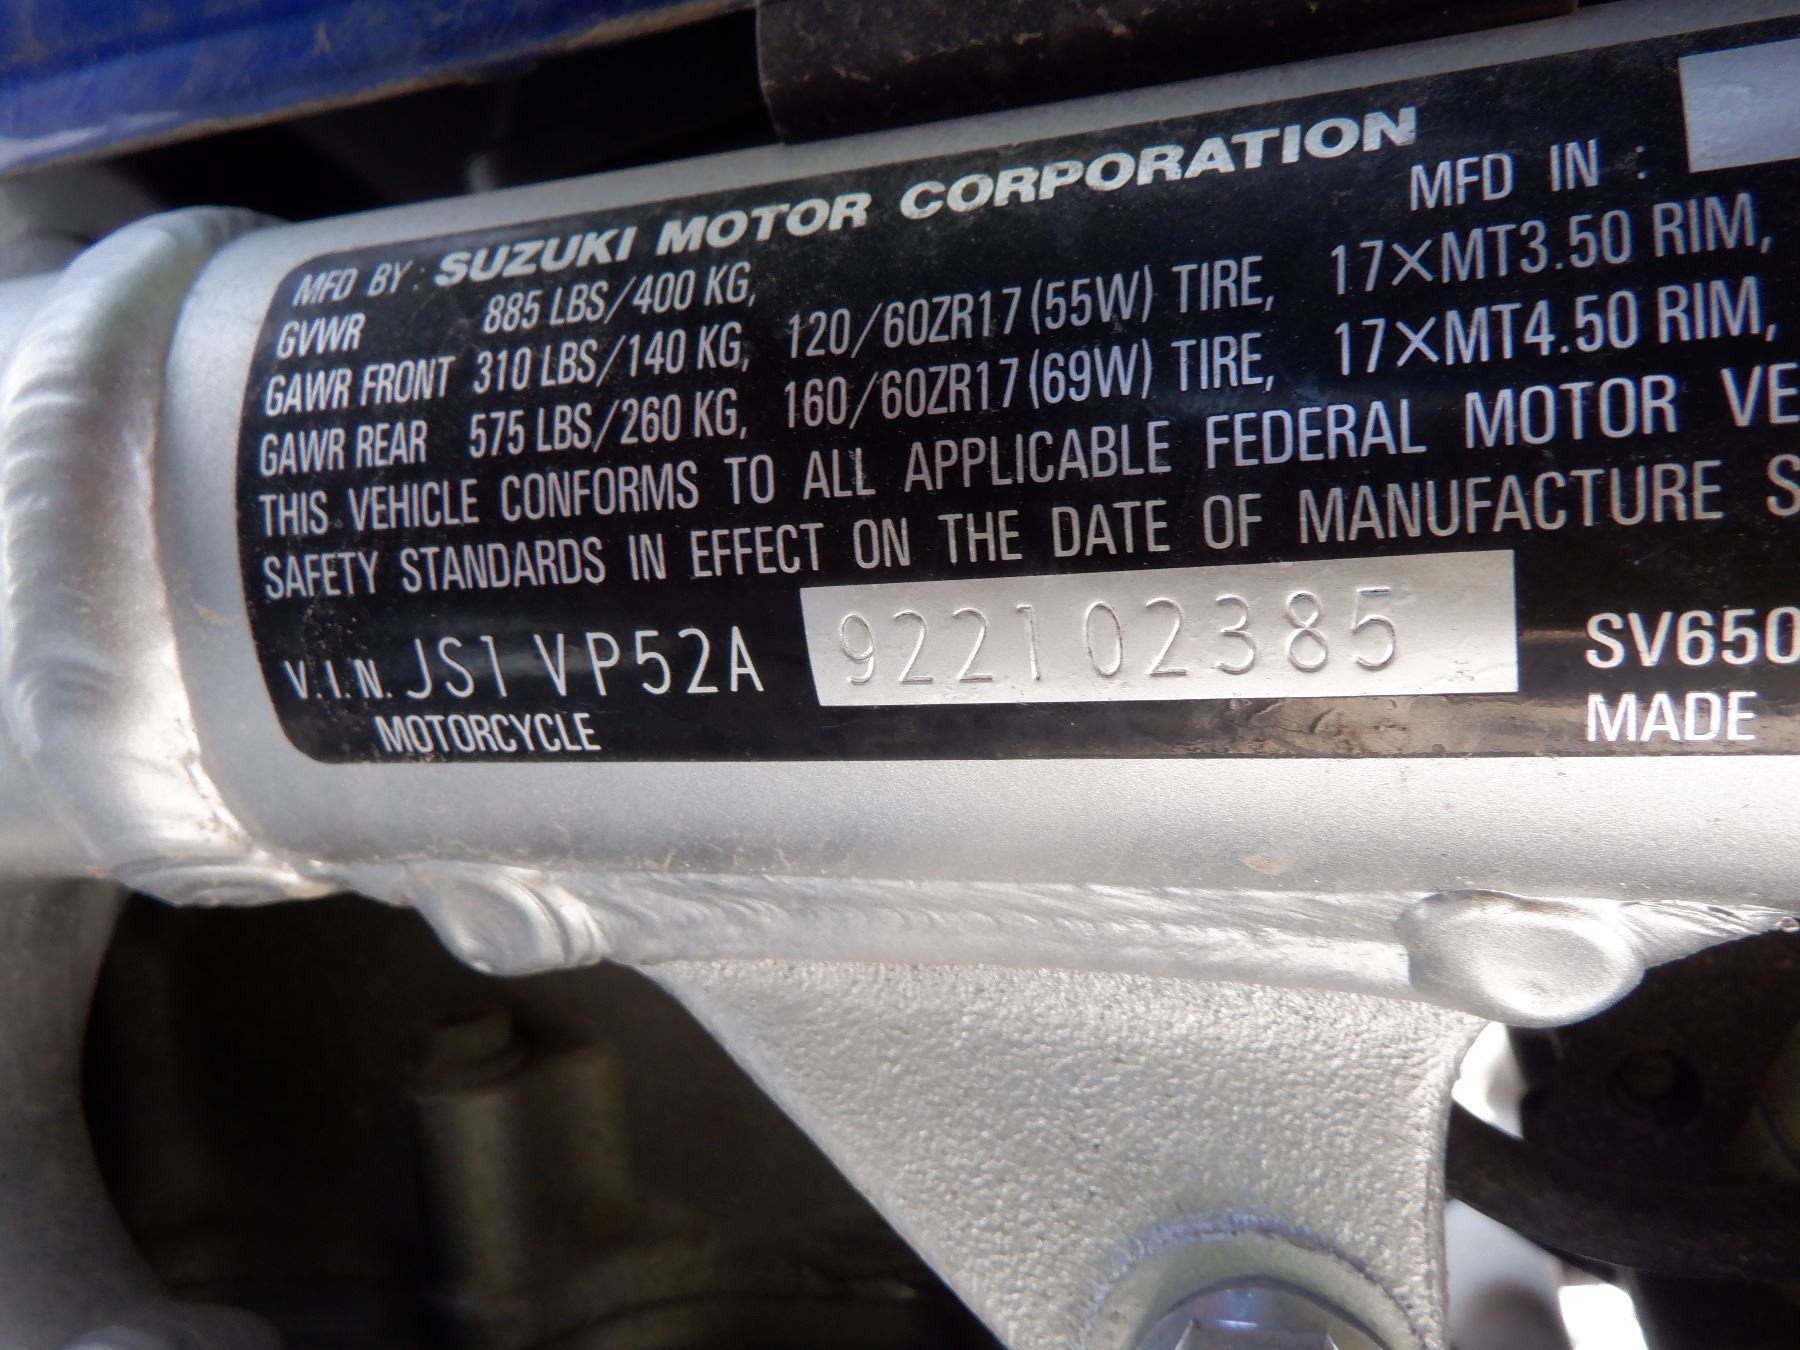 MFD BY : SUZUKI MOTOR CORPORATION MFD IN :
GVWR 885 LBS/400 KG,
GAWR FRONT 310 LBS/140 KG, 120/60ZR17(55W) TIRE, 17×MT3.50 RIM,
GAWR REAR 575 LBS/260 KG, 160/60ZR17(69W) TIRE, 17×MT4.50 RIM,
THIS VEHICLE CONFORMS TO ALL APPLICABLE FEDERAL MOTOR VE
SAFETY STANDARDS IN EFFECT ON THE DATE OF MANUFACTURE S
V.I.N. JS1VP52A 922102385 SV650
MOTORCYCLE MADE